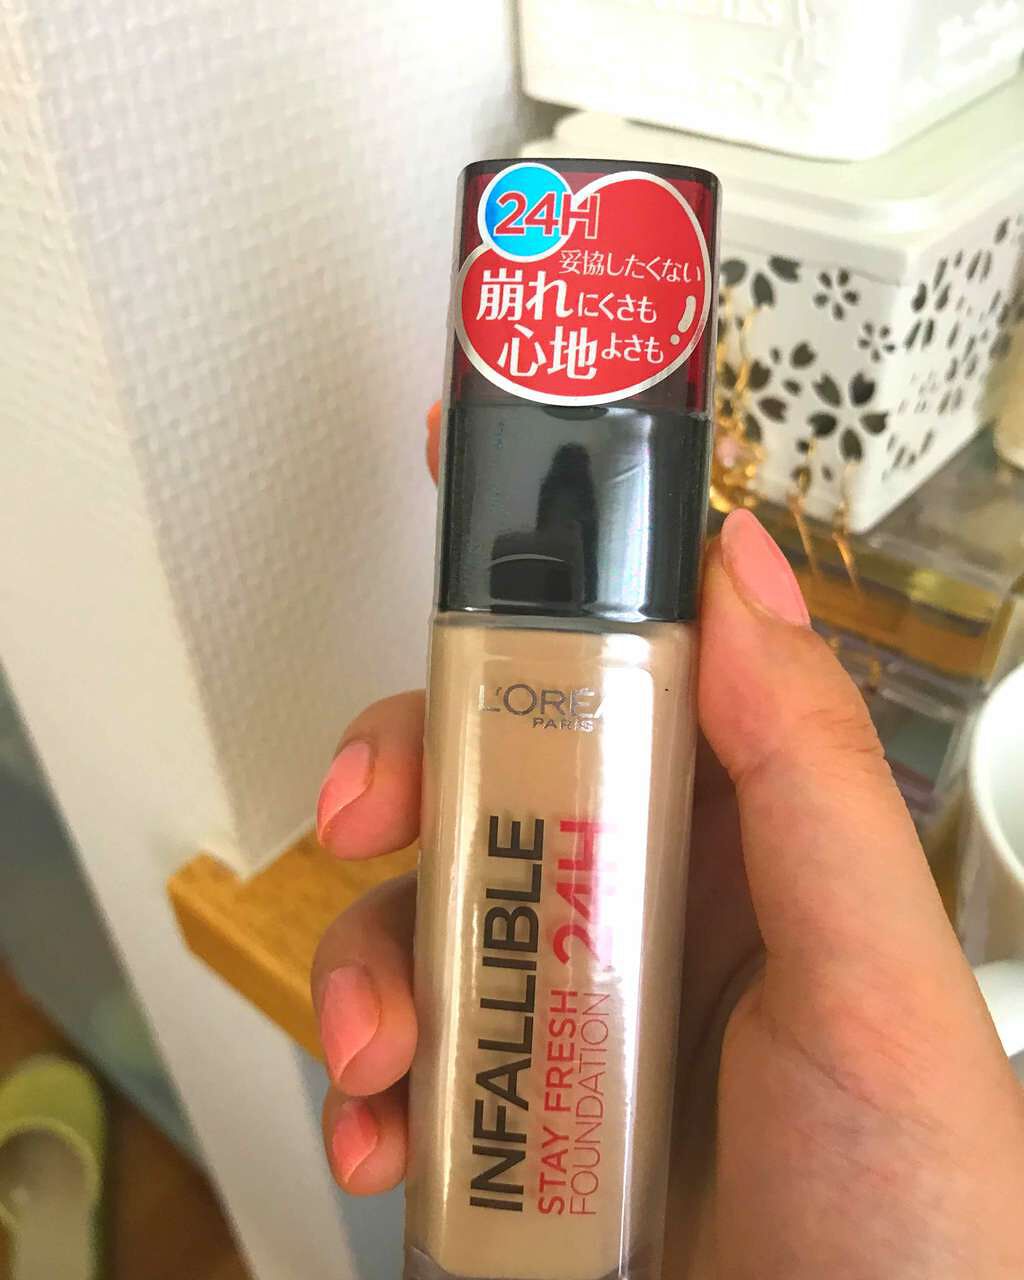 24H
妥協したくない
崩れにくさも
心地よさも!
L'ORÉA
PARIS
INFALLIBLE
STAY FRESH 24H
FOUNDATION